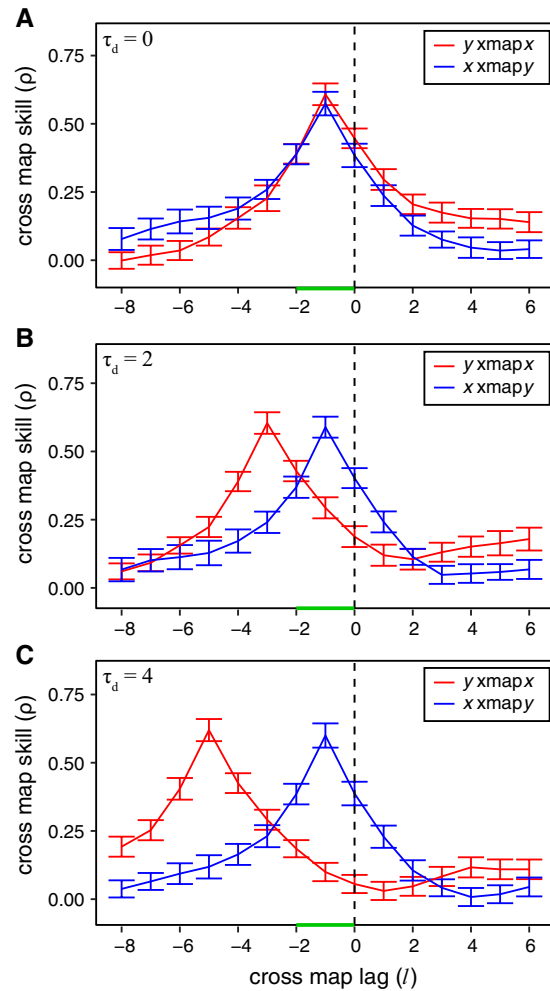 A
τd = 0
y xmap x
x xmap y
cross map skill (ρ)
0.75
0.50
0.25
0.00
−8 −6 −4 −2 0 2 4 6
B
τd = 2
y xmap x
x xmap y
cross map skill (ρ)
0.75
0.50
0.25
0.00
−8 −6 −4 −2 0 2 4 6
C
τd = 4
y xmap x
x xmap y
cross map skill (ρ)
0.75
0.50
0.25
0.00
−8 −6 −4 −2 0 2 4 6
cross map lag (l)